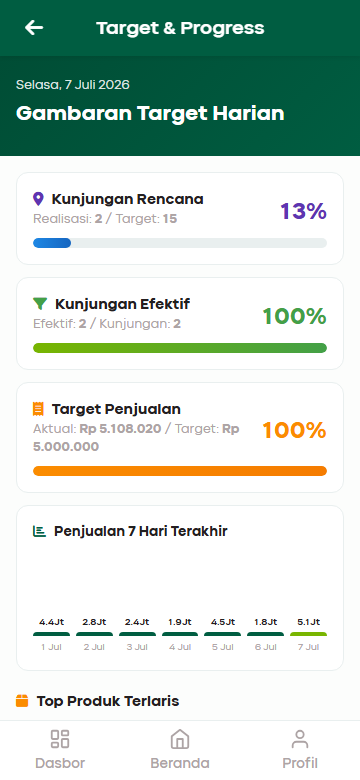 Target & Progress
Selasa, 7 Juli 2026
Gambaran Target Harian
Kunjungan Rencana
Realisasi: 2 / Target: 15
13%
Kunjungan Efektif
Efektif: 2 / Kunjungan: 2
100%
Target Penjualan
Aktual: Rp 5.108.020 / Target: Rp
5.000.000
100%
Penjualan 7 Hari Terakhir
4.4Jt 2.8Jt 2.4Jt 1.9Jt 4.5Jt 1.8Jt 5.1Jt
1 Jul 2 Jul 3 Jul 4 Jul 5 Jul 6 Jul 7 Jul
Top Produk Terlaris
Dasbor Beranda Profil